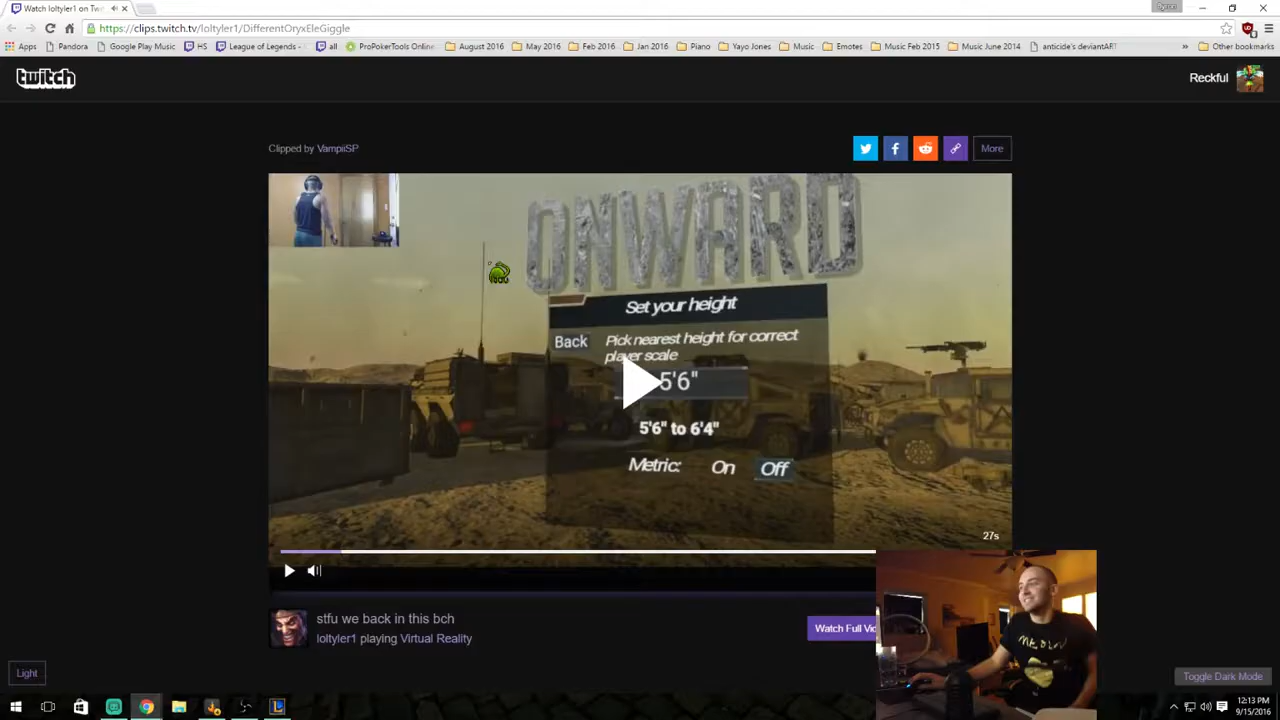 Watch loltyler1 on Twi
Byron
https://clips.twitch.tv/loltyler1/DifferentOryxEleGiggle
Apps Pandora Google Play Music HS League of Legends - all ProPokerTools Online August 2016 May 2016 Feb 2016 Jan 2016 Piano Yayo Jones Music Emotes Music Feb 2015 Music June 2014 anticide's deviantART » Other bookmarks
twitch
Reckful
Clipped by VampiiSP
More
ONWARD
Set your height
Back
Pick nearest height for correct
player scale
5'6"
5'6" to 6'4"
Metric: On Off
27s
stfu we back in this bch
loltyler1 playing Virtual Reality
Watch Full Vid
Light
Toggle Dark Mode
12:13 PM
9/15/2016